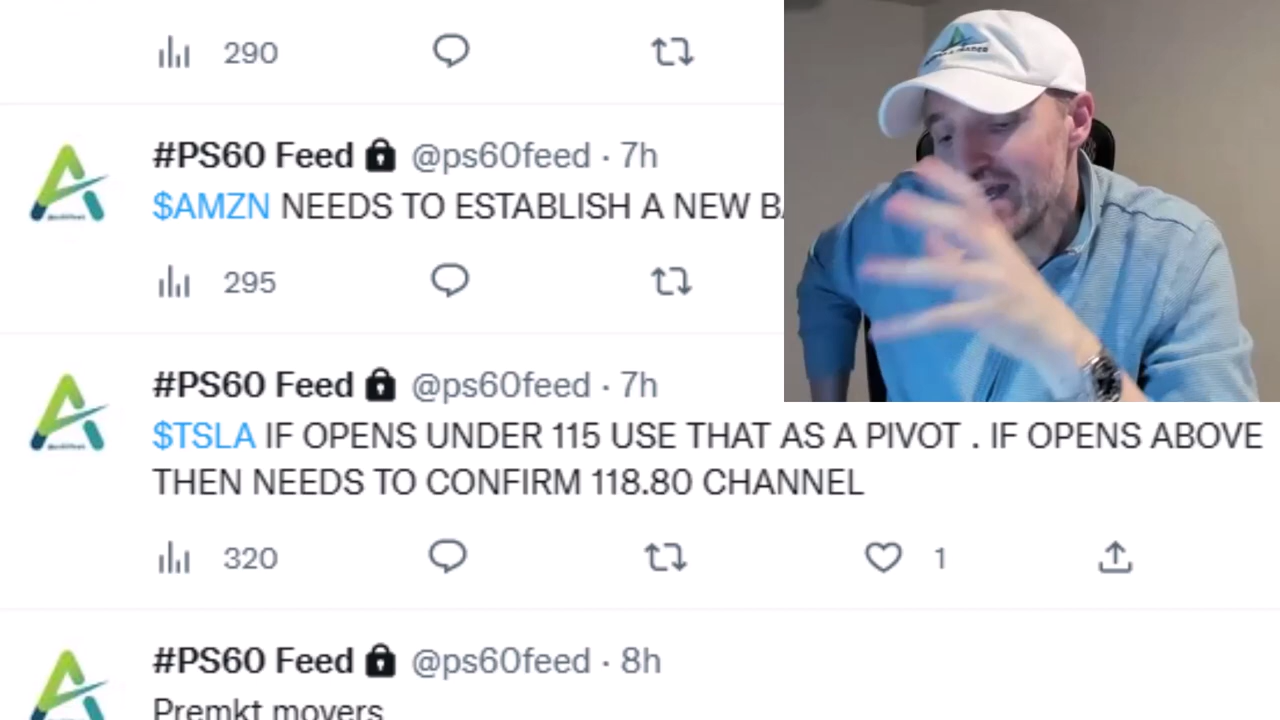 290
#PS60 Feed @ps60feed · 7h
$AMZN NEEDS TO ESTABLISH A NEW
295
#PS60 Feed @ps60feed · 7h
$TSLA IF OPENS UNDER 115 USE THAT AS A PIVOT . IF OPENS ABOVE
THEN NEEDS TO CONFIRM 118.80 CHANNEL
320 1
#PS60 Feed @ps60feed · 8h
Premkt movers